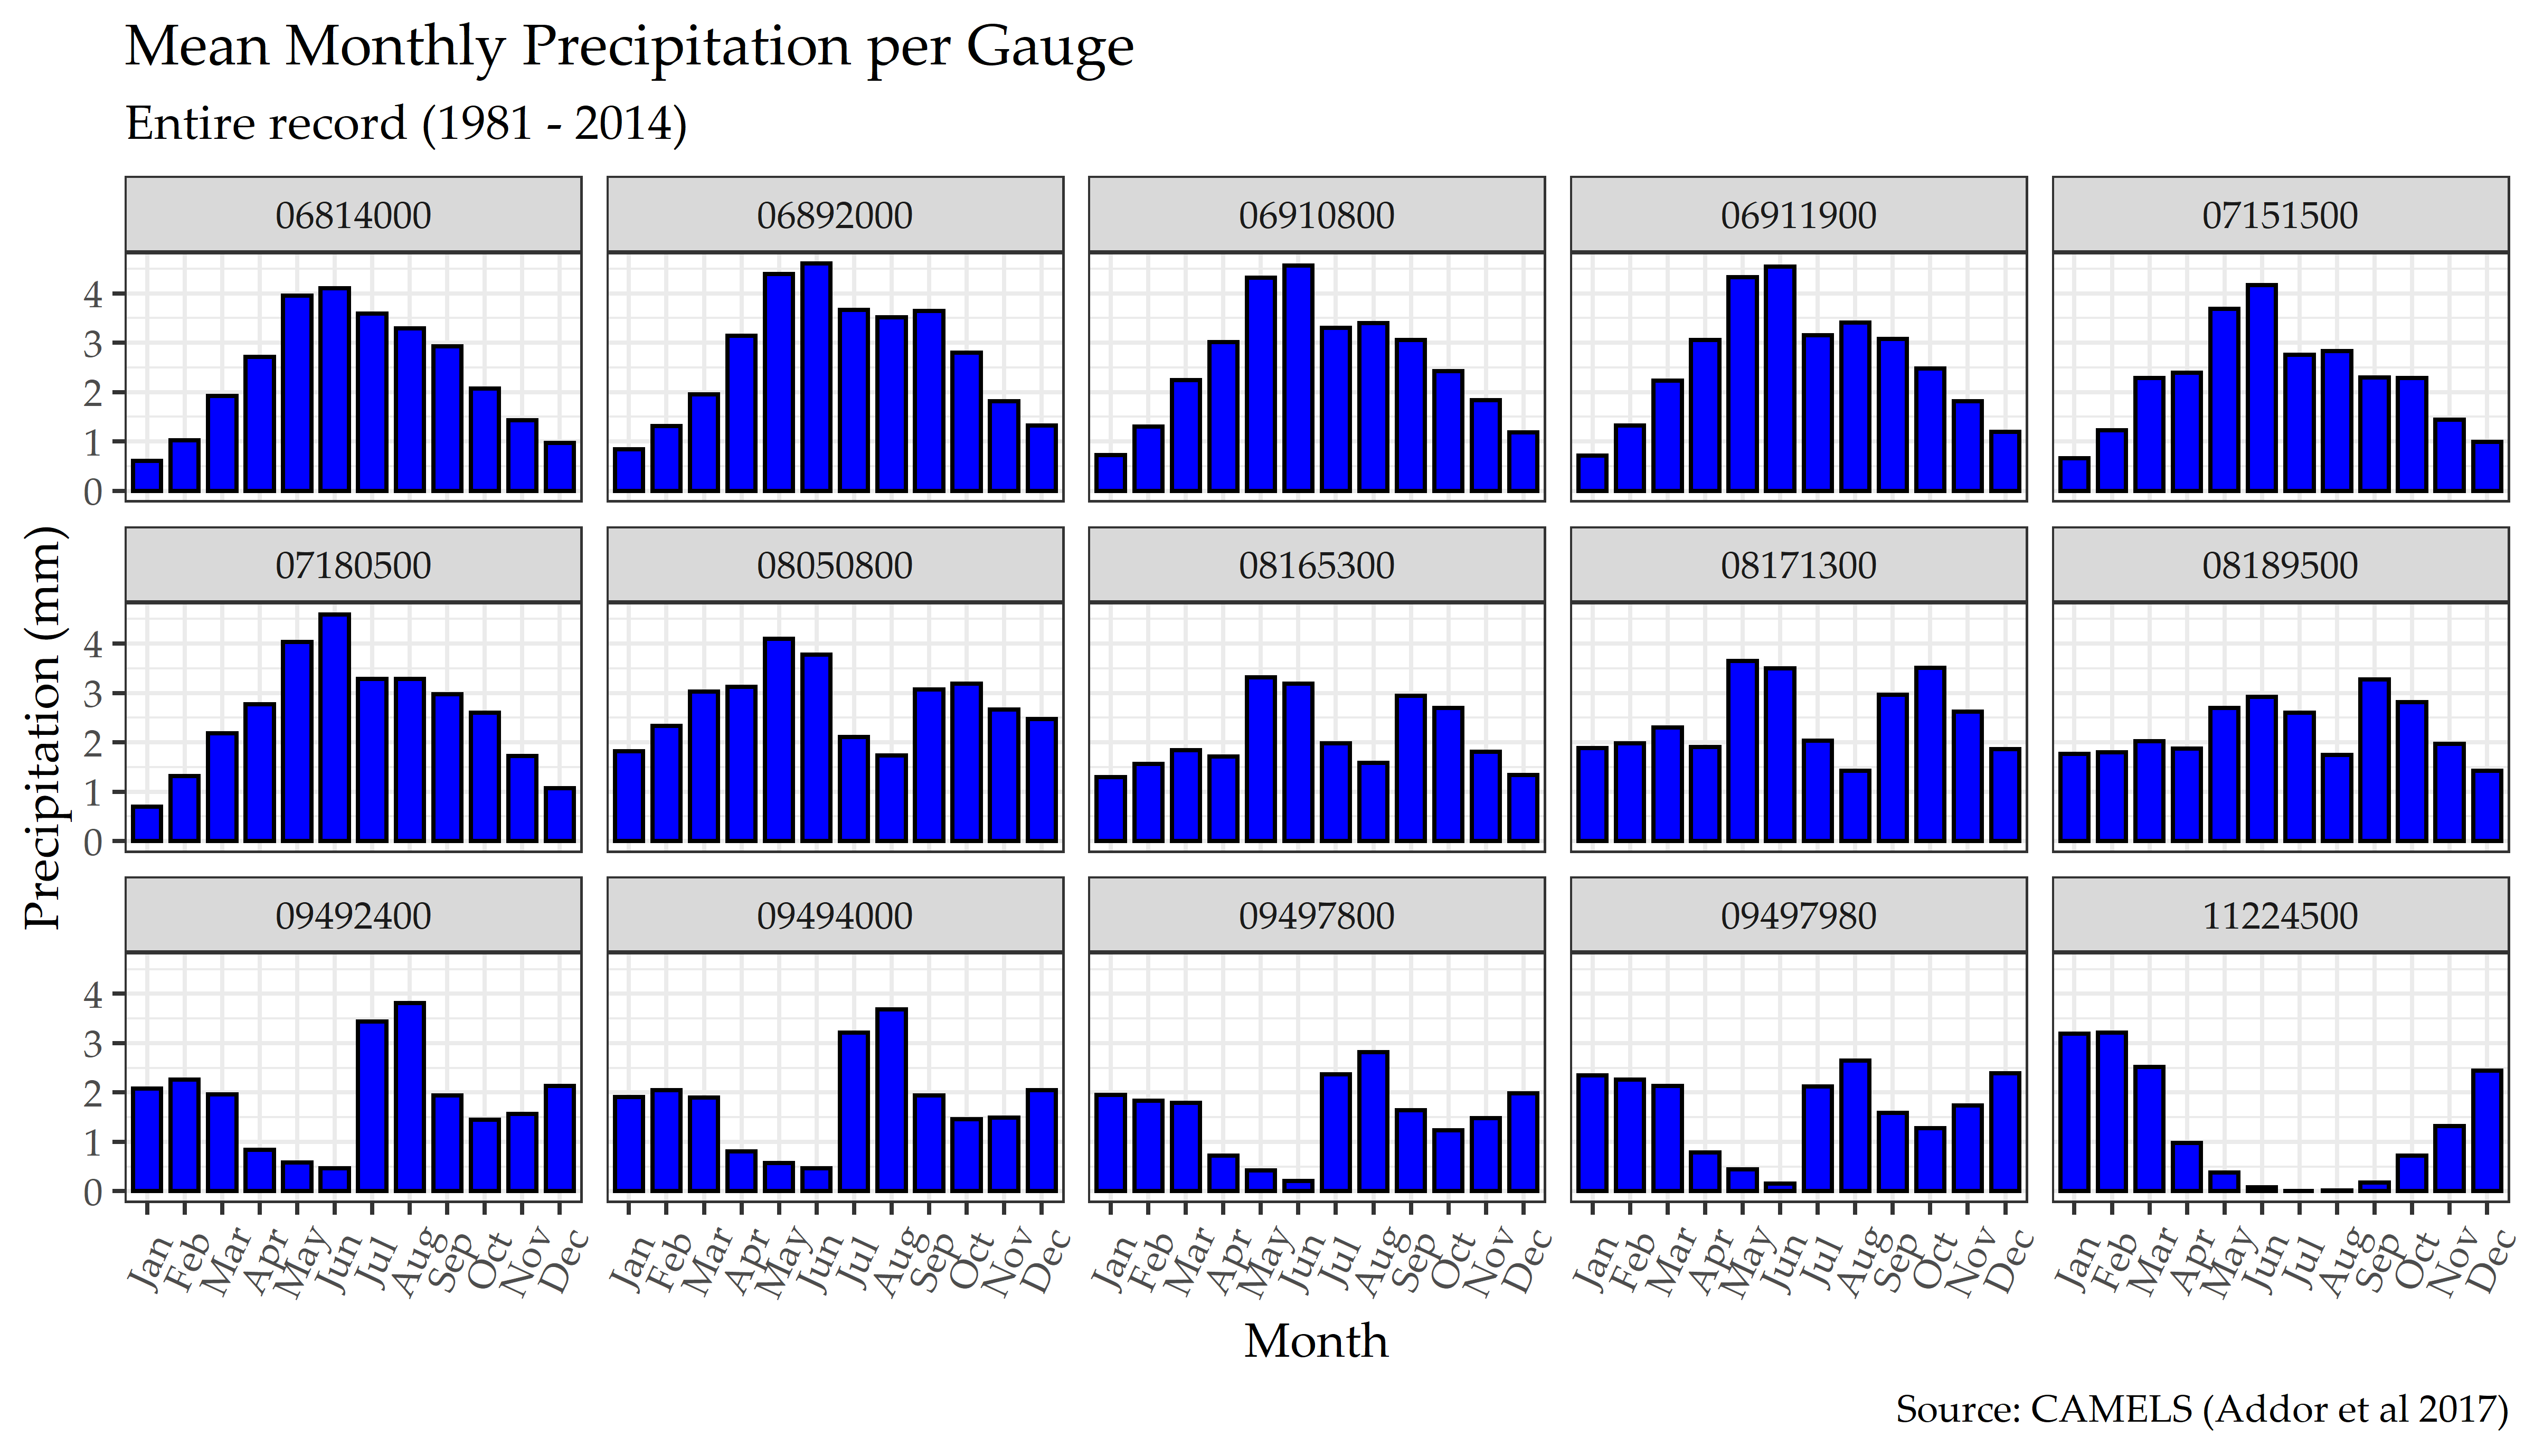 Mean Monthly Precipitation per Gauge
Entire record (1981 - 2014)
06814000 06892000 06910800 06911900 07151500
4
3
2
1
0
07180500 08050800 08165300 08171300 08189500
4
3
2
1
0
09492400 09494000 09497800 09497980 11224500
4
3
2
1
0
Precipitation (mm)
Jan Feb Mar Apr May Jun Jul Aug Sep Oct Nov Dec Jan Feb Mar Apr May Jun Jul Aug Sep Oct Nov Dec Jan Feb Mar Apr May Jun Jul Aug Sep Oct Nov Dec Jan Feb Mar Apr May Jun Jul Aug Sep Oct Nov Dec Jan Feb Mar Apr May Jun Jul Aug Sep Oct Nov Dec
Month
Source: CAMELS (Addor et al 2017)